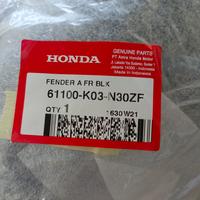 HONDA
GENUINE PARTS
PT Astra Honda Motor
Jakarta 14350 - Indonesia
FENDER A FR BLK
61100-K03-N30ZF
QTY 1
1630W21
Made in Indonesia